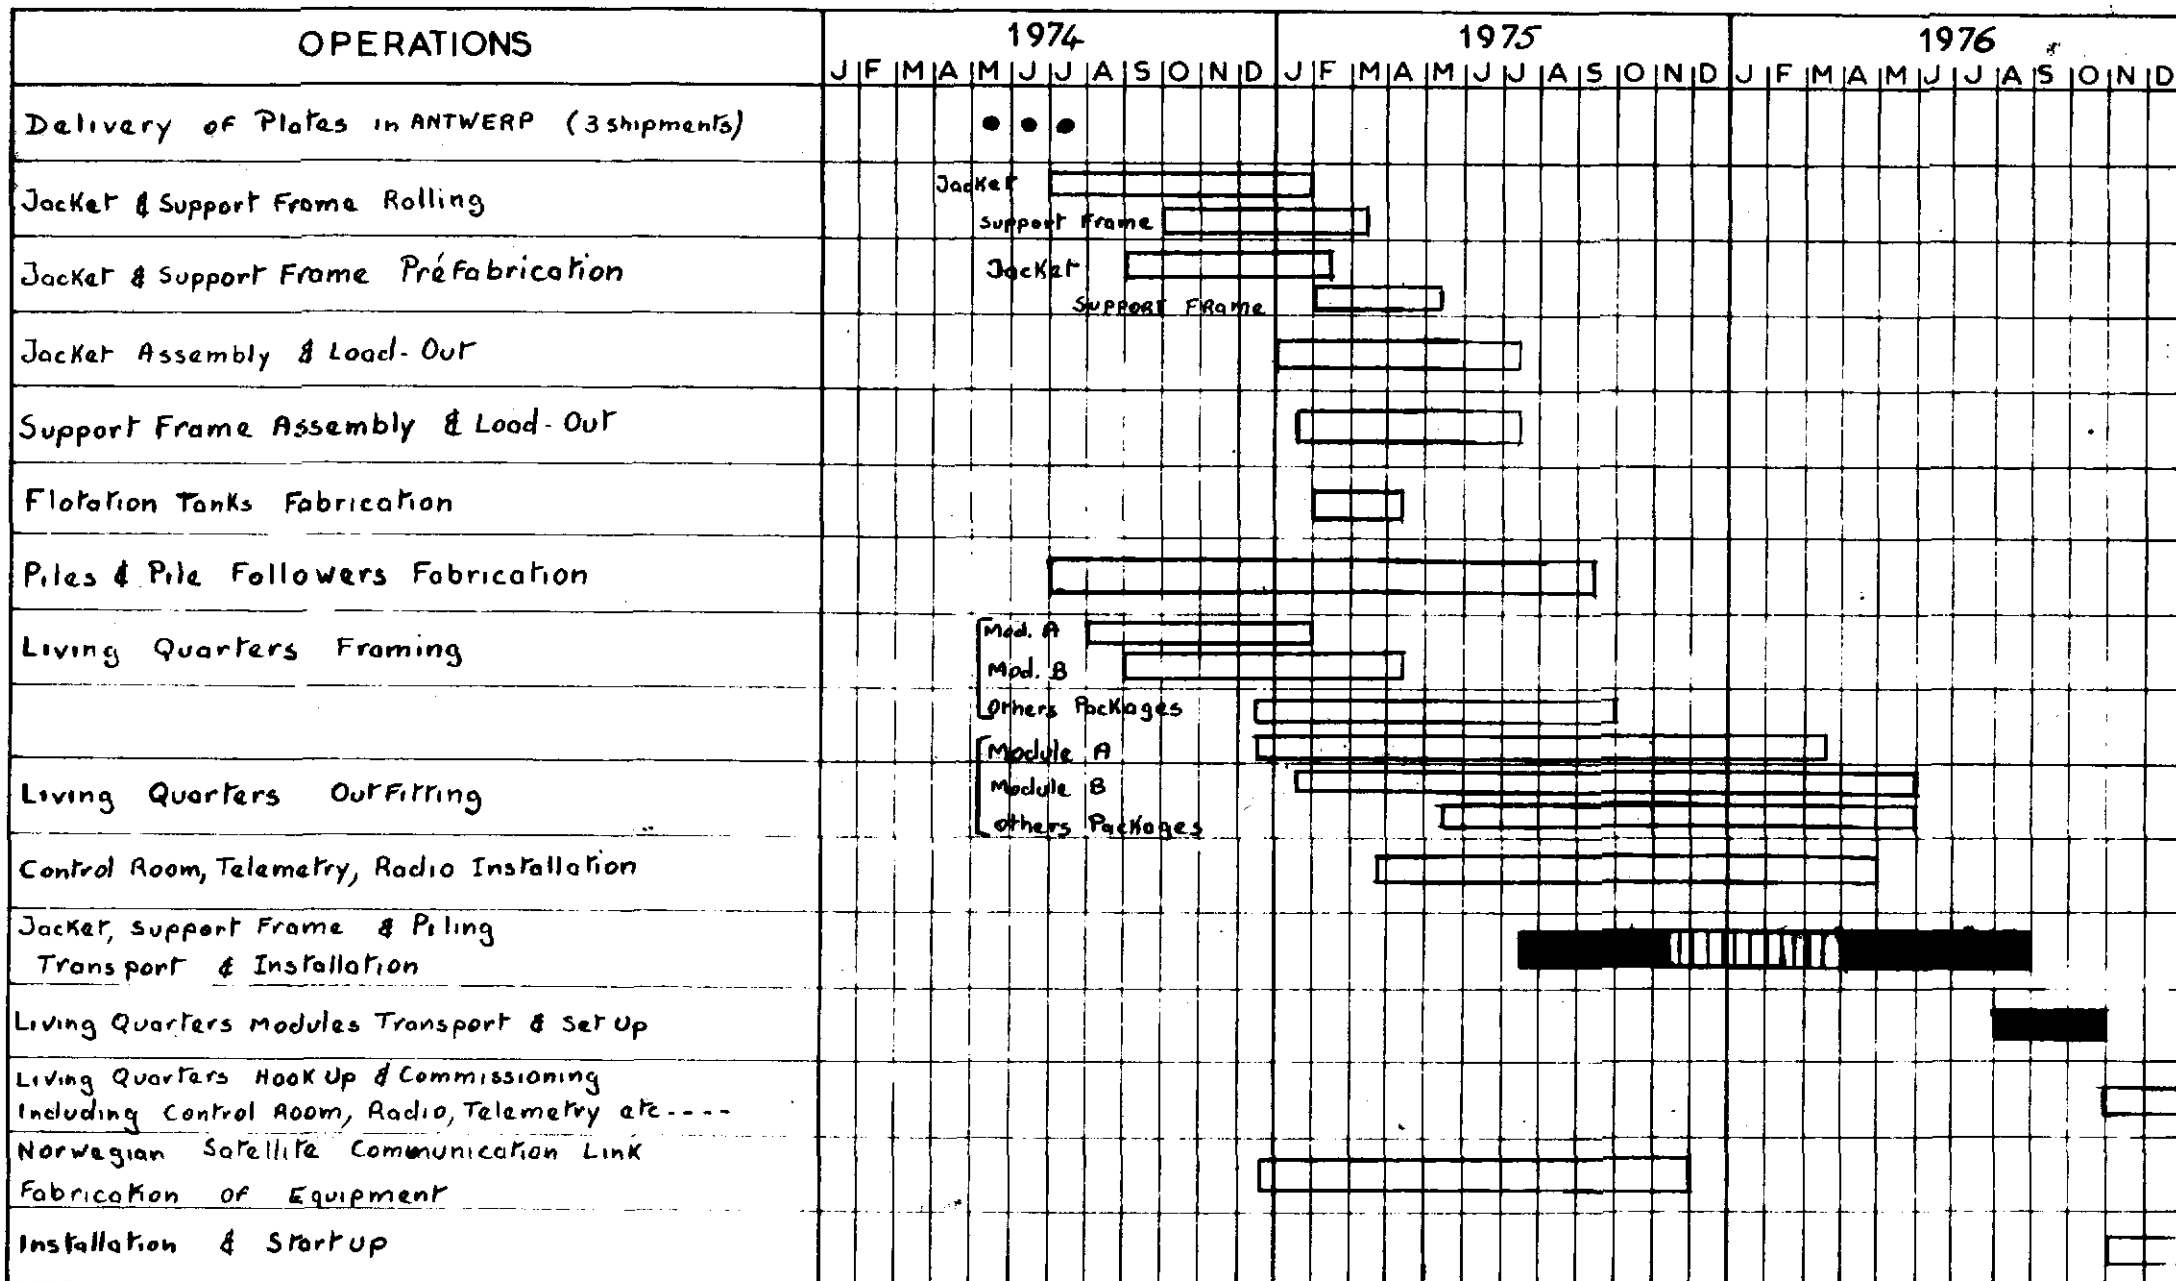 OPERATIONS
1974 1975 1976
J F M A M J J A S O N D J F M A M J J A S O N D J F M A M J J A S O N D
Delivery of Plates in ANTWERP (3 shipments)
Jacket & Support Frame Rolling
Jacket
Support Frame
Jacket & Support Frame Préfabrication
Jacket
Support Frame
Jacket Assembly & Load-Out
Support Frame Assembly & Load-Out
Flotation Tanks Fabrication
Piles & Pile Followers Fabrication
Living Quarters Framing
Mod. A
Mod. B
Others Packages
Living Quarters Outfitting
Module A
Module B
others Packages
Control Room, Telemetry, Radio Installation
Jacket, Support Frame & Piling
Transport & Installation
Living Quarters Modules Transport & Set Up
Living Quarters Hook Up & Commissioning
Including Control Room, Radio, Telemetry etc----
Norwegian Satellite Communication Link
Fabrication of Equipment
Installation & Start up